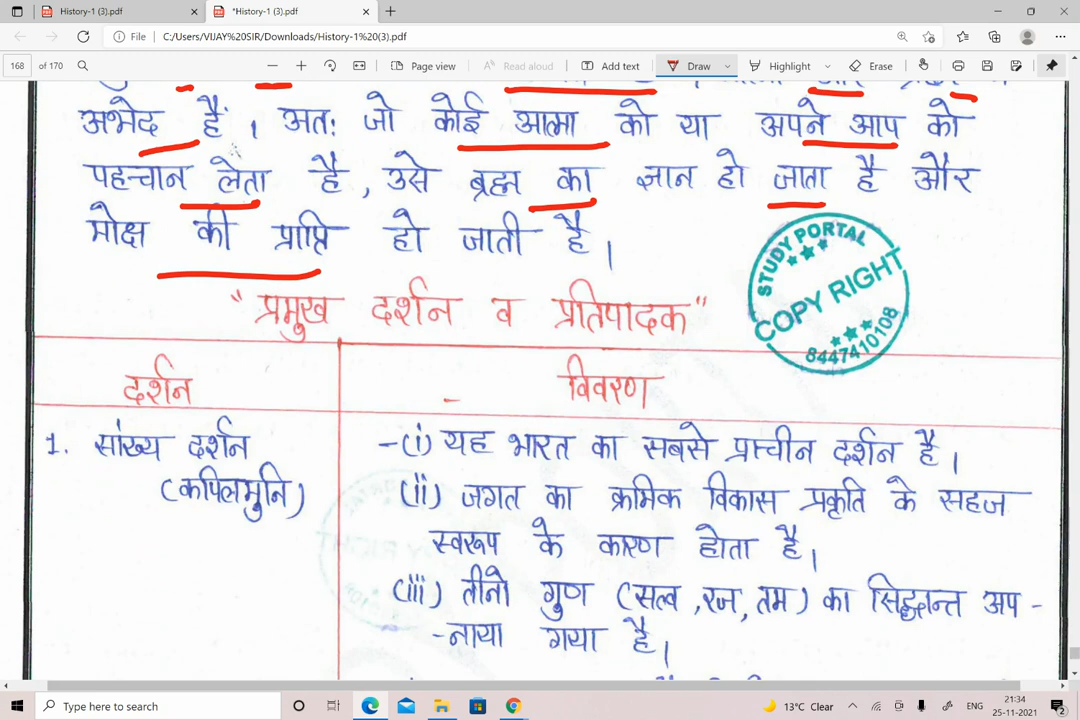 History-1 (3).pdf
*History-1 (3).pdf
File
C:/Users/VIJAY%20SIR/Downloads/History-1%20(3).pdf
168 of 170
Page view
Read aloud
Add text
Draw
Highlight
Erase
अभेद है। अतः जो कोई आत्मा को या अपने आप को
पहचान लेता है, उसे ब्रह्म का ज्ञान हो जाता है और
मोक्ष की प्राप्ति हो जाती है।
STUDY PORTAL
COPY RIGHT
8447410108
"प्रमुख दर्शन व प्रतिपादक"
दर्शन
विवरण
1. सांख्य दर्शन
(कपिलमुनि)
-(i) यह भारत का सबसे प्राचीन दर्शन है।
(ii) जगत का क्रमिक विकास प्रकृति के सहज
स्वरूप के कारण होता है।
(iii) तीनो गुण (सत्व, रज, तम) का सिद्धान्त अप-
-नाया गया है।
Type here to search
13°C Clear
ENG
21:34
25-11-2021
2